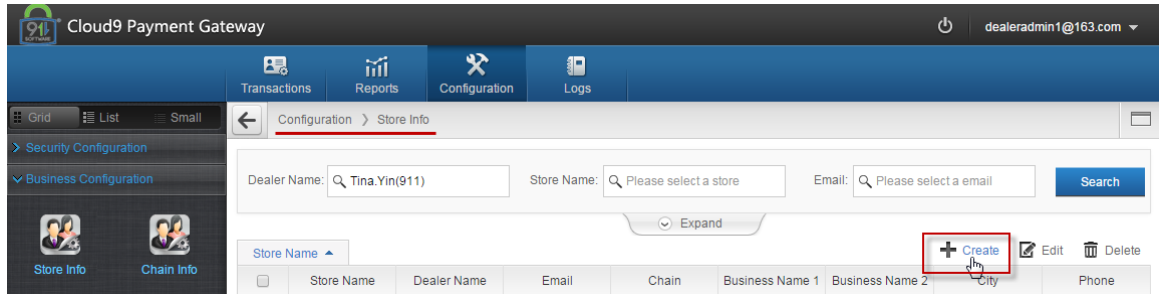 911 SOFTWARE Cloud9 Payment Gateway dealeradmin1@163.com
Transactions Reports Configuration Logs
Grid List Small Configuration Store Info
Security Configuration
Business Configuration Dealer Name: Tina.Yin(911) Store Name: Please select a store Email: Please select a email Search
Expand
Store Name Create Edit Delete
Store Info Chain Info
Store Name Dealer Name Email Chain Business Name 1 Business Name 2 City Phone